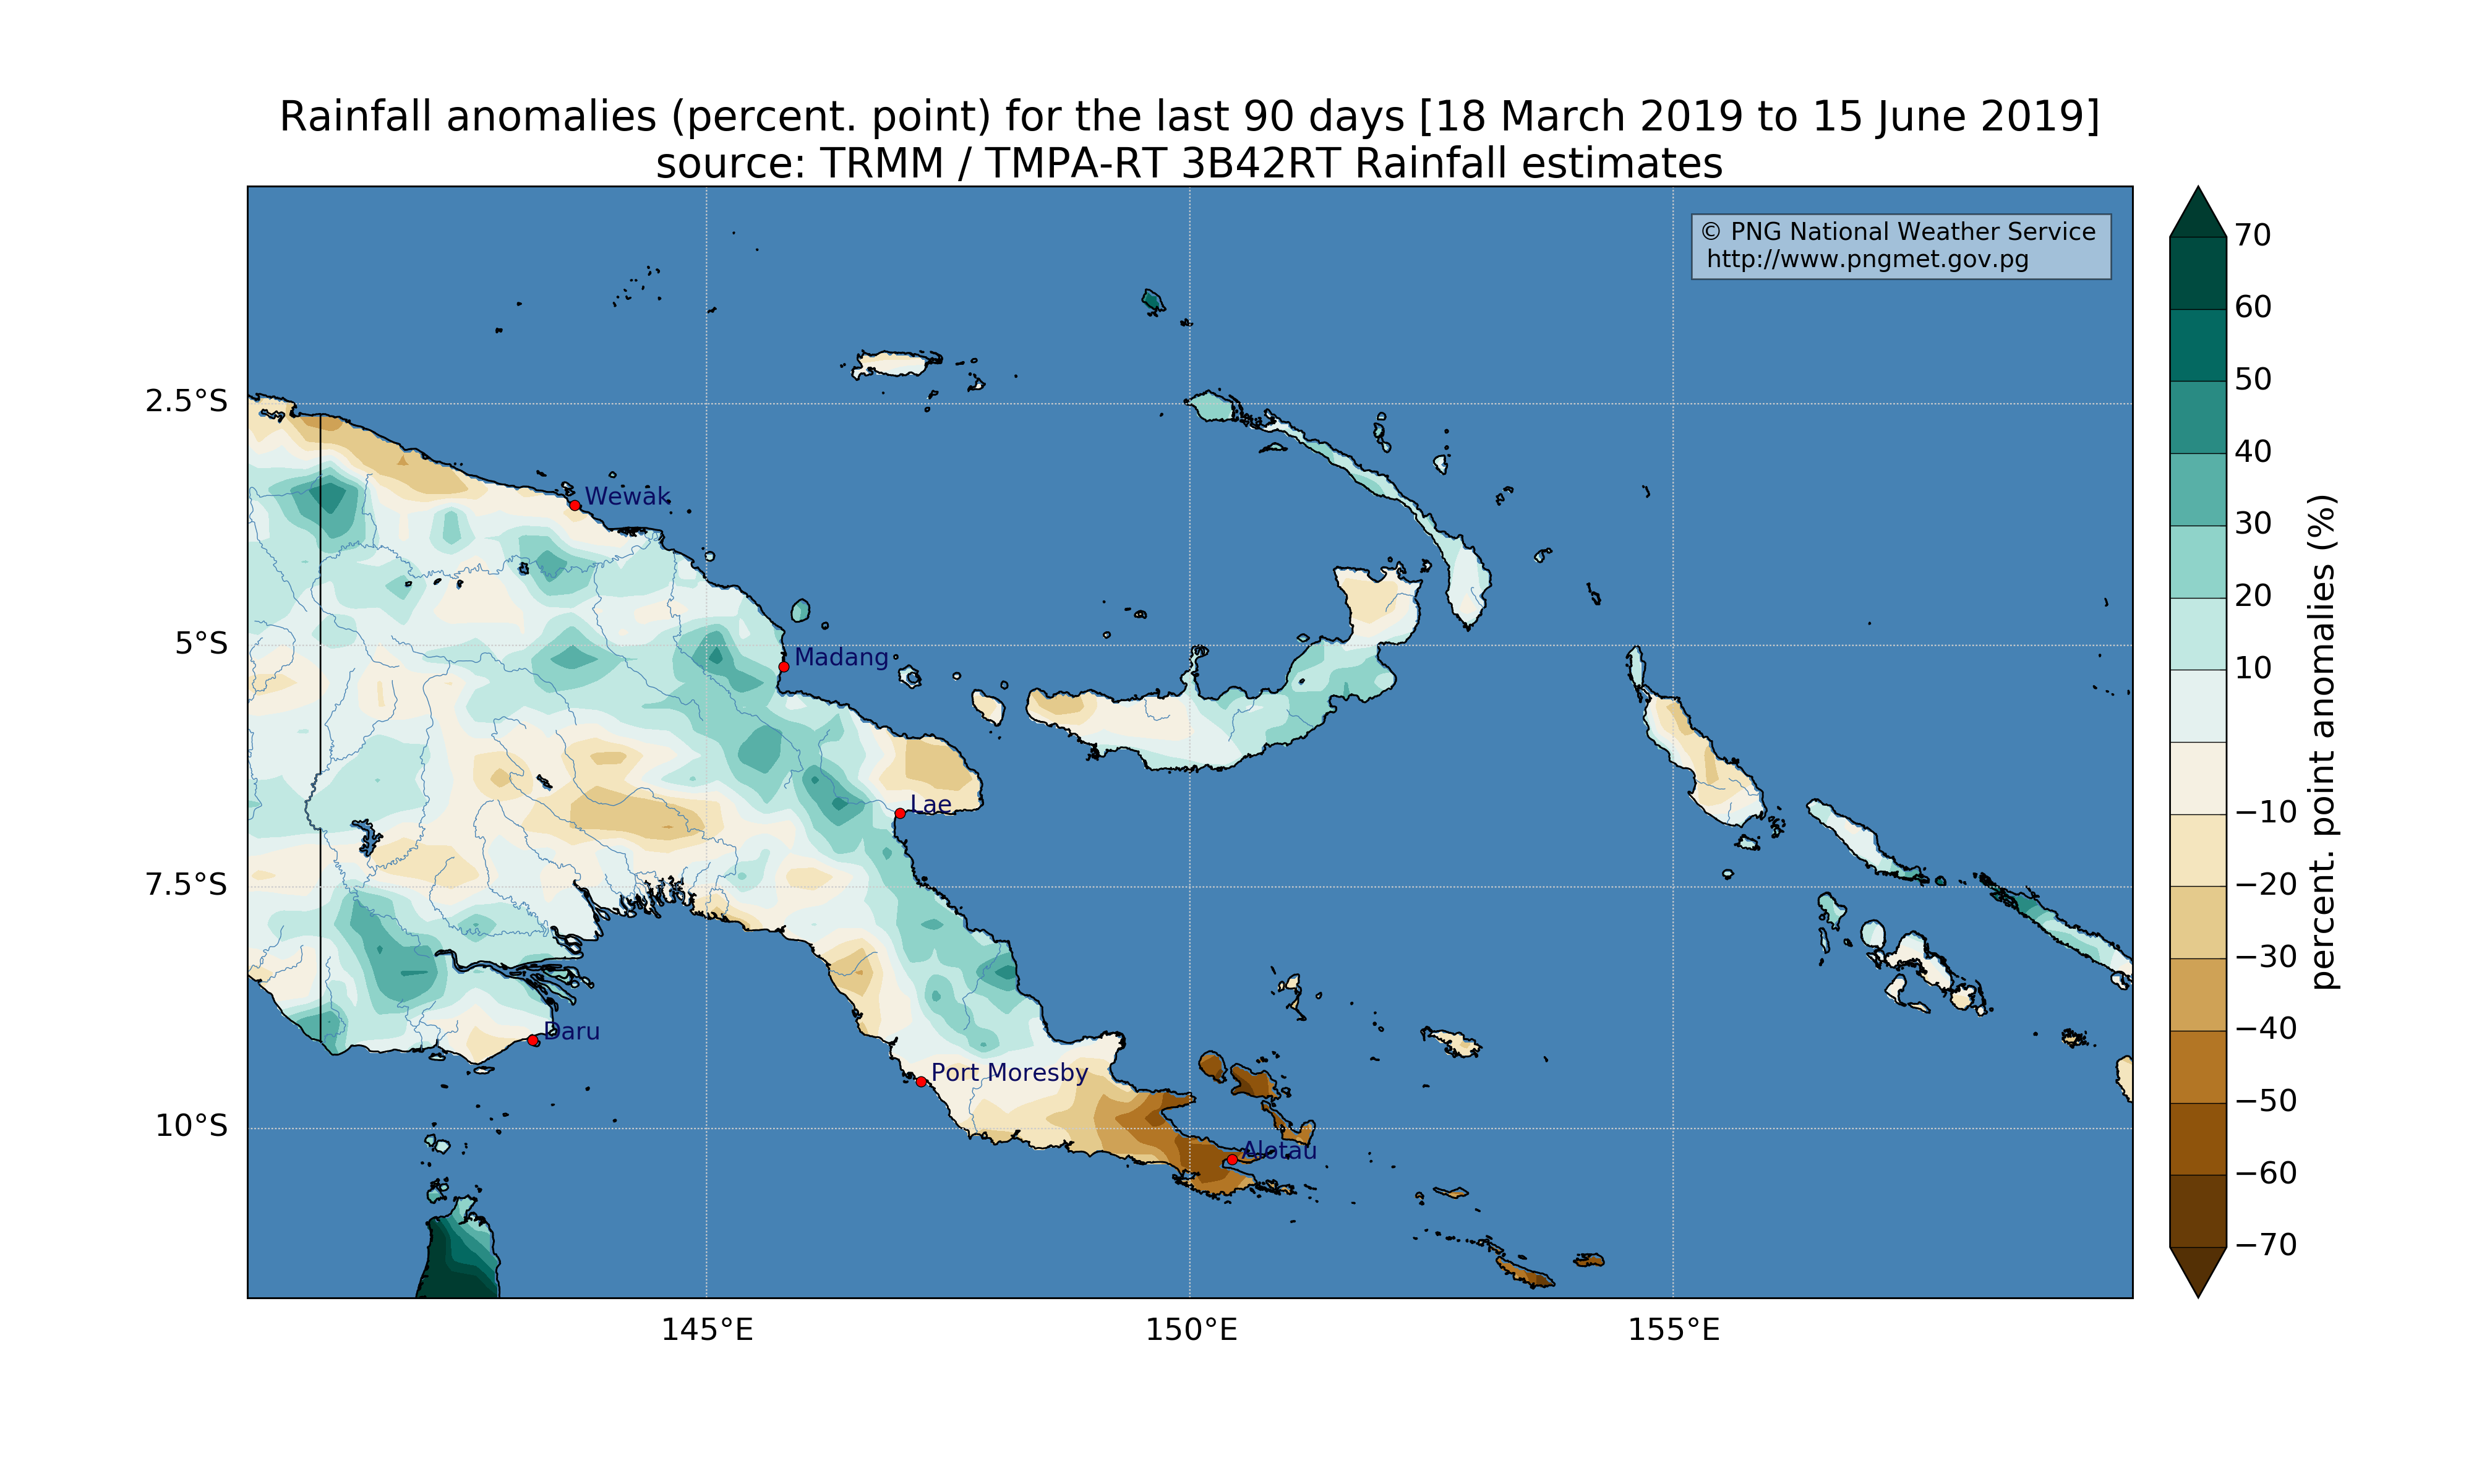 Rainfall anomalies (percent. point) for the last 90 days [18 March 2019 to 15 June 2019]
source: TRMM / TMPA-RT 3B42RT Rainfall estimates
© PNG National Weather Service
http://www.pngmet.gov.pg
2.5°S
5°S
7.5°S
10°S
145°E
150°E
155°E
Wewak
Madang
Lae
Daru
Port Moresby
Alotau
70
60
50
40
30
20
10
−10
−20
−30
−40
−50
−60
−70
percent. point anomalies (%)